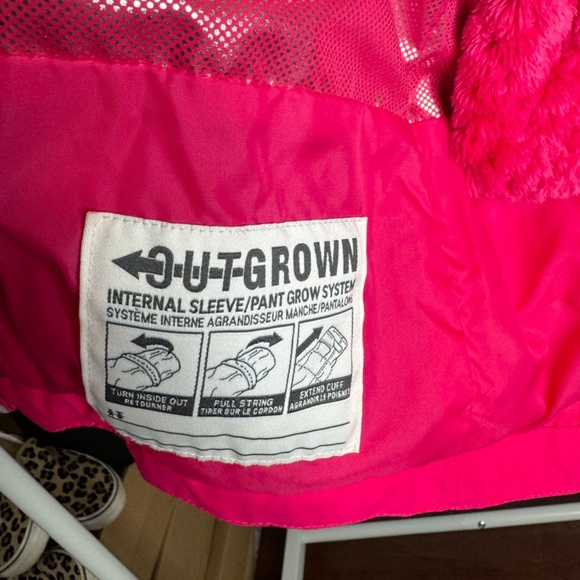 OUTGROWN
INTERNAL SLEEVE/PANT GROW SYSTEM
SYSTÈME INTERNE AGRANDISSEUR MANCHE/PANTALONS
TURN INSIDE OUT
RETOURNER
PULL STRING
TIRER SUR LE CORDON
EXTEND CUFF
AGRANDIR LE POIGNET